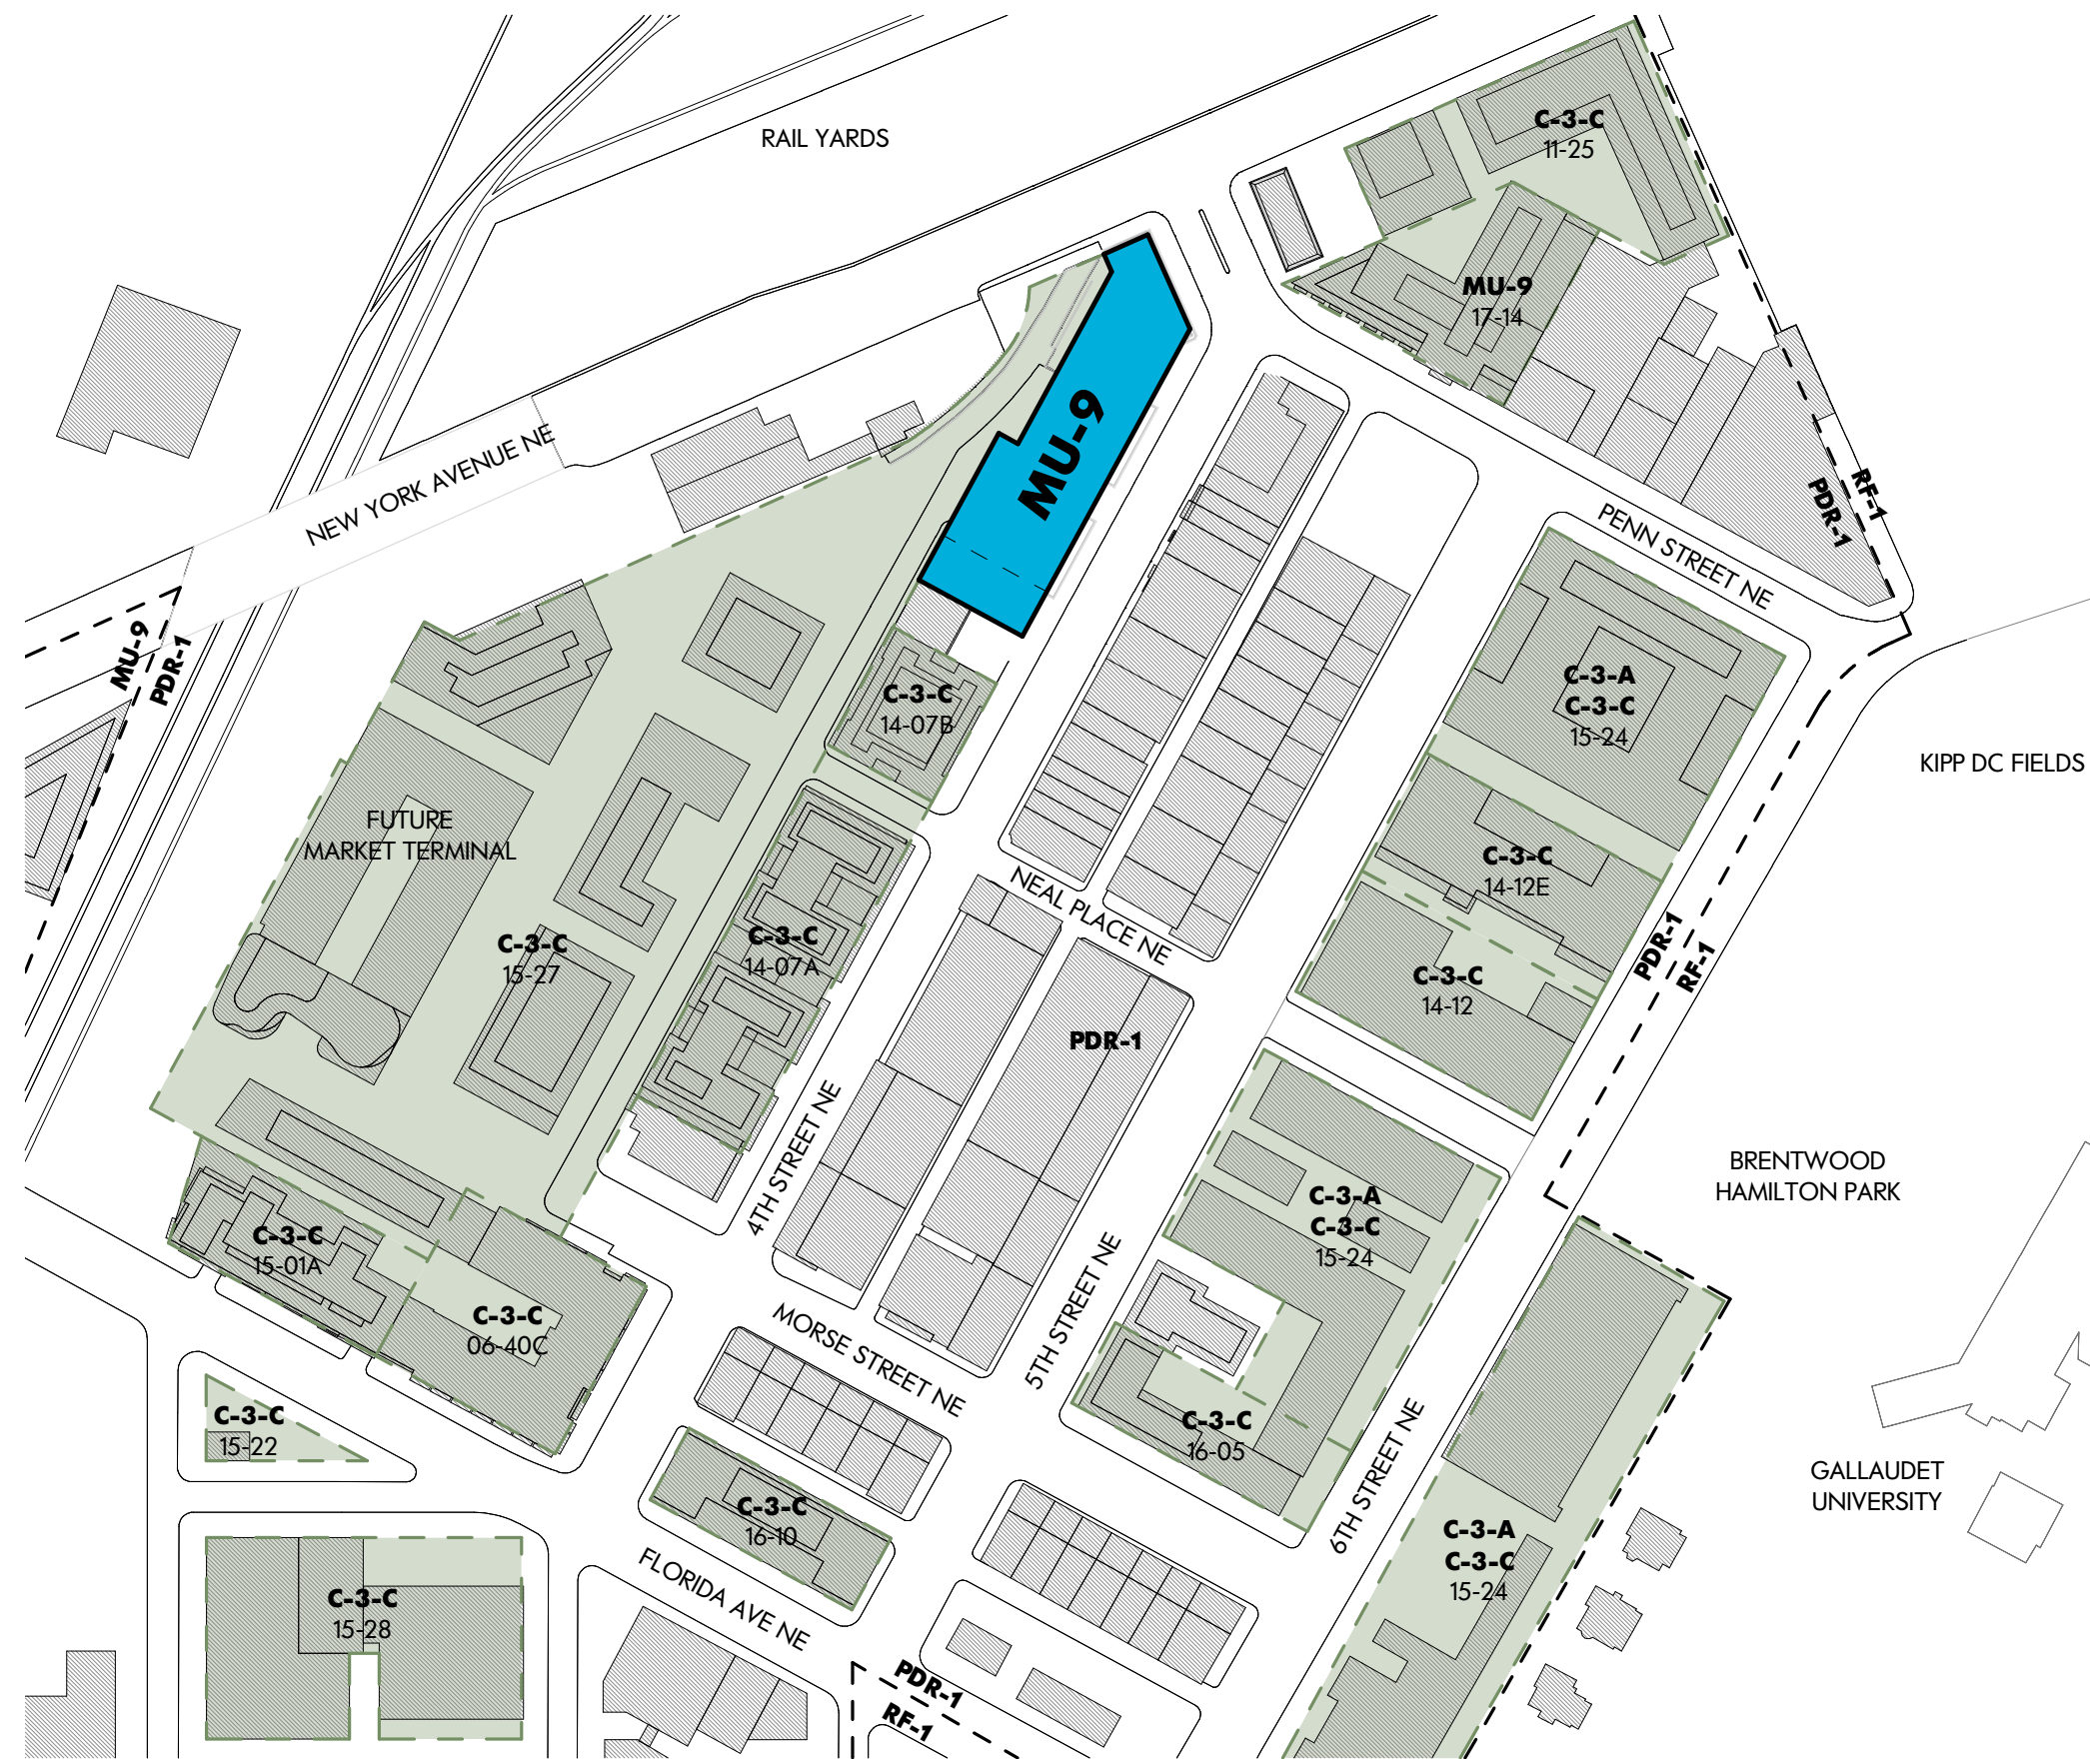 RAIL YARDS
C-3-C
11-25
MU-9
17-14
MU-9
NEW YORK AVENUE NE
RF-1
PDR-1
PENN STREET NE
MU-9
PDR-1
C-3-C
14-07B
C-3-A
C-3-C
15-24
KIPP DC FIELDS
FUTURE
MARKET TERMINAL
C-3-C
14-12E
NEAL PLACE NE
C-3-C
15-27
C-3-C
14-07A
PDR-1
RF-1
C-3-C
14-12
PDR-1
4TH STREET NE
BRENTWOOD
HAMILTON PARK
C-3-A
C-3-C
15-24
C-3-C
15-01A
5TH STREET NE
C-3-C
06-40C
MORSE STREET NE
C-3-C
15-22
C-3-C
16-05
6TH STREET NE
GALLAUDET
UNIVERSITY
C-3-C
16-10
C-3-A
C-3-C
15-24
C-3-C
15-28
FLORIDA AVE NE
PDR-1
RF-1